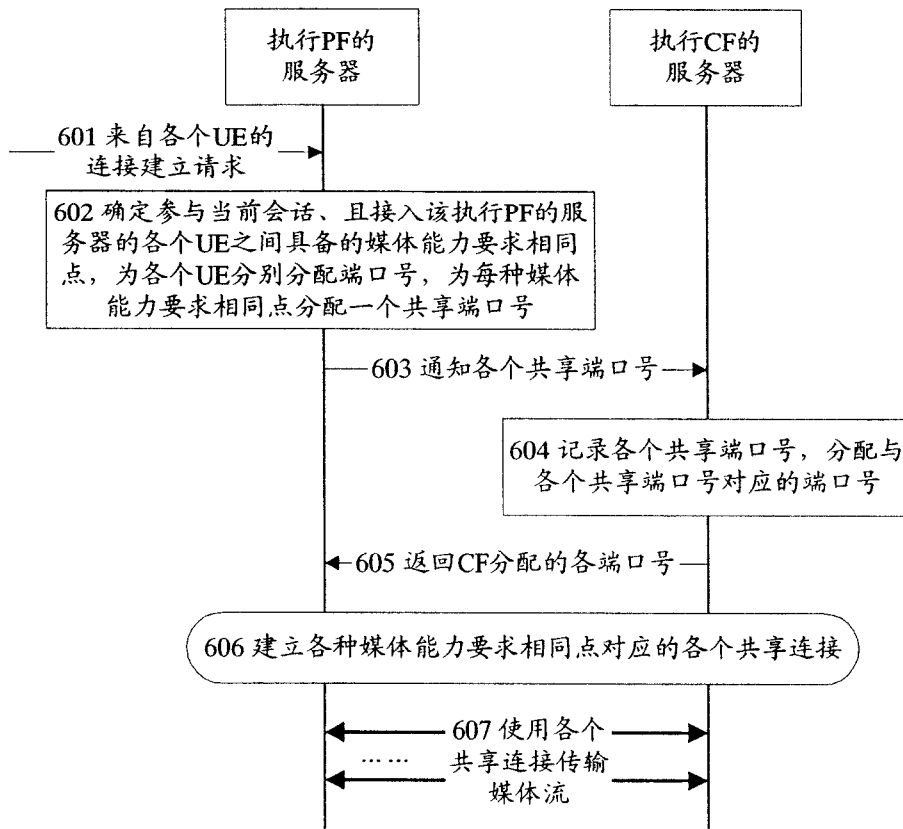 执行PF的
服务器
执行CF的
服务器
601 来自各个UE的
连接建立请求
602 确定参与当前会话、且接入该执行PF的服
务器的各个UE之间具备的媒体能力要求相同
点，为各个UE分别分配端口号，为每种媒体
能力要求相同点分配一个共享端口号
603 通知各个共享端口号
604 记录各个共享端口号，分配与
各个共享端口号对应的端口号
605 返回CF分配的各端口号
606 建立各种媒体能力要求相同点对应的各个共享连接
607 使用各个
…… 共享连接传输
媒体流